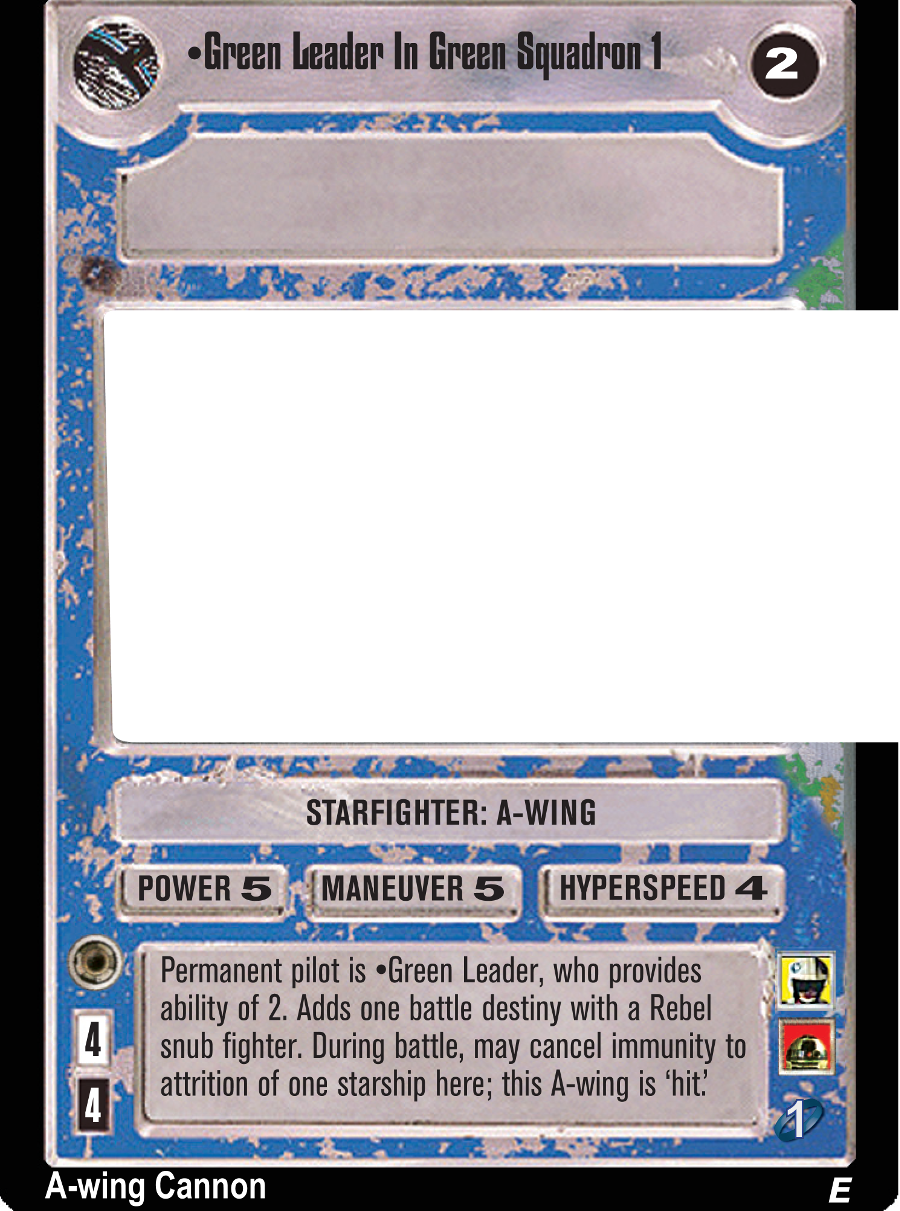 •Green Leader In Green Squadron 1
2
STARFIGHTER: A-WING
POWER 5
MANEUVER 5
HYPERSPEED 4
Permanent pilot is •Green Leader, who provides
ability of 2. Adds one battle destiny with a Rebel
snub fighter. During battle, may cancel immunity to
attrition of one starship here; this A-wing is ‘hit.’
4
4
1
A-wing Cannon
E